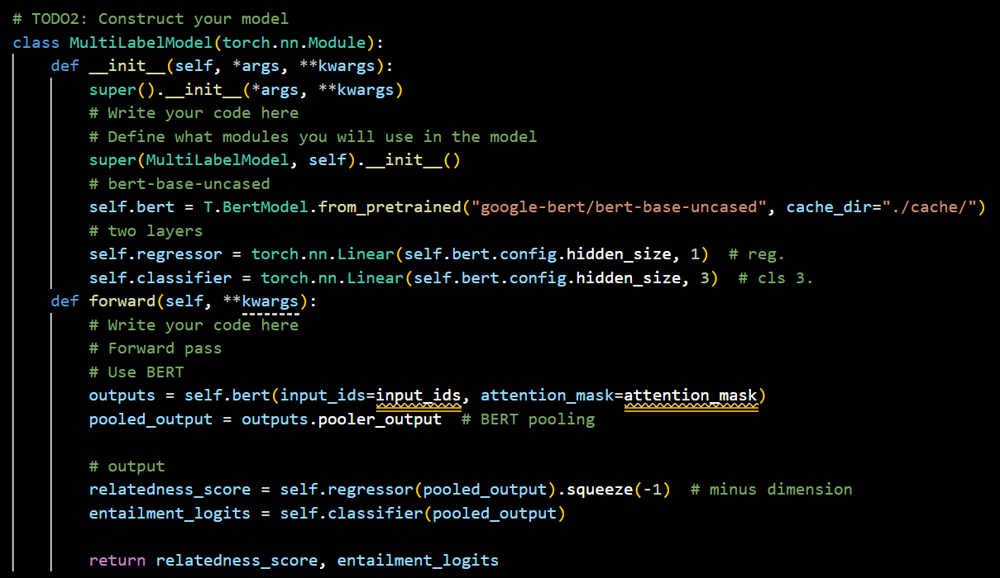 # TODO2: Construct your model
class MultiLabelModel(torch.nn.Module):
    def __init__(self, *args, **kwargs):
        super().__init__(*args, **kwargs)
        # Write your code here
        # Define what modules you will use in the model
        super(MultiLabelModel, self).__init__()
        # bert-base-uncased
        self.bert = T.BertModel.from_pretrained("google-bert/bert-base-uncased", cache_dir="./cache/")
        # two layers
        self.regressor = torch.nn.Linear(self.bert.config.hidden_size, 1)  # reg.
        self.classifier = torch.nn.Linear(self.bert.config.hidden_size, 3)  # cls 3.
    def forward(self, **kwargs):
        # Write your code here
        # Forward pass
        # Use BERT
        outputs = self.bert(input_ids=input_ids, attention_mask=attention_mask)
        pooled_output = outputs.pooler_output  # BERT pooling

        # output
        relatedness_score = self.regressor(pooled_output).squeeze(-1)  # minus dimension
        entailment_logits = self.classifier(pooled_output)

        return relatedness_score, entailment_logits